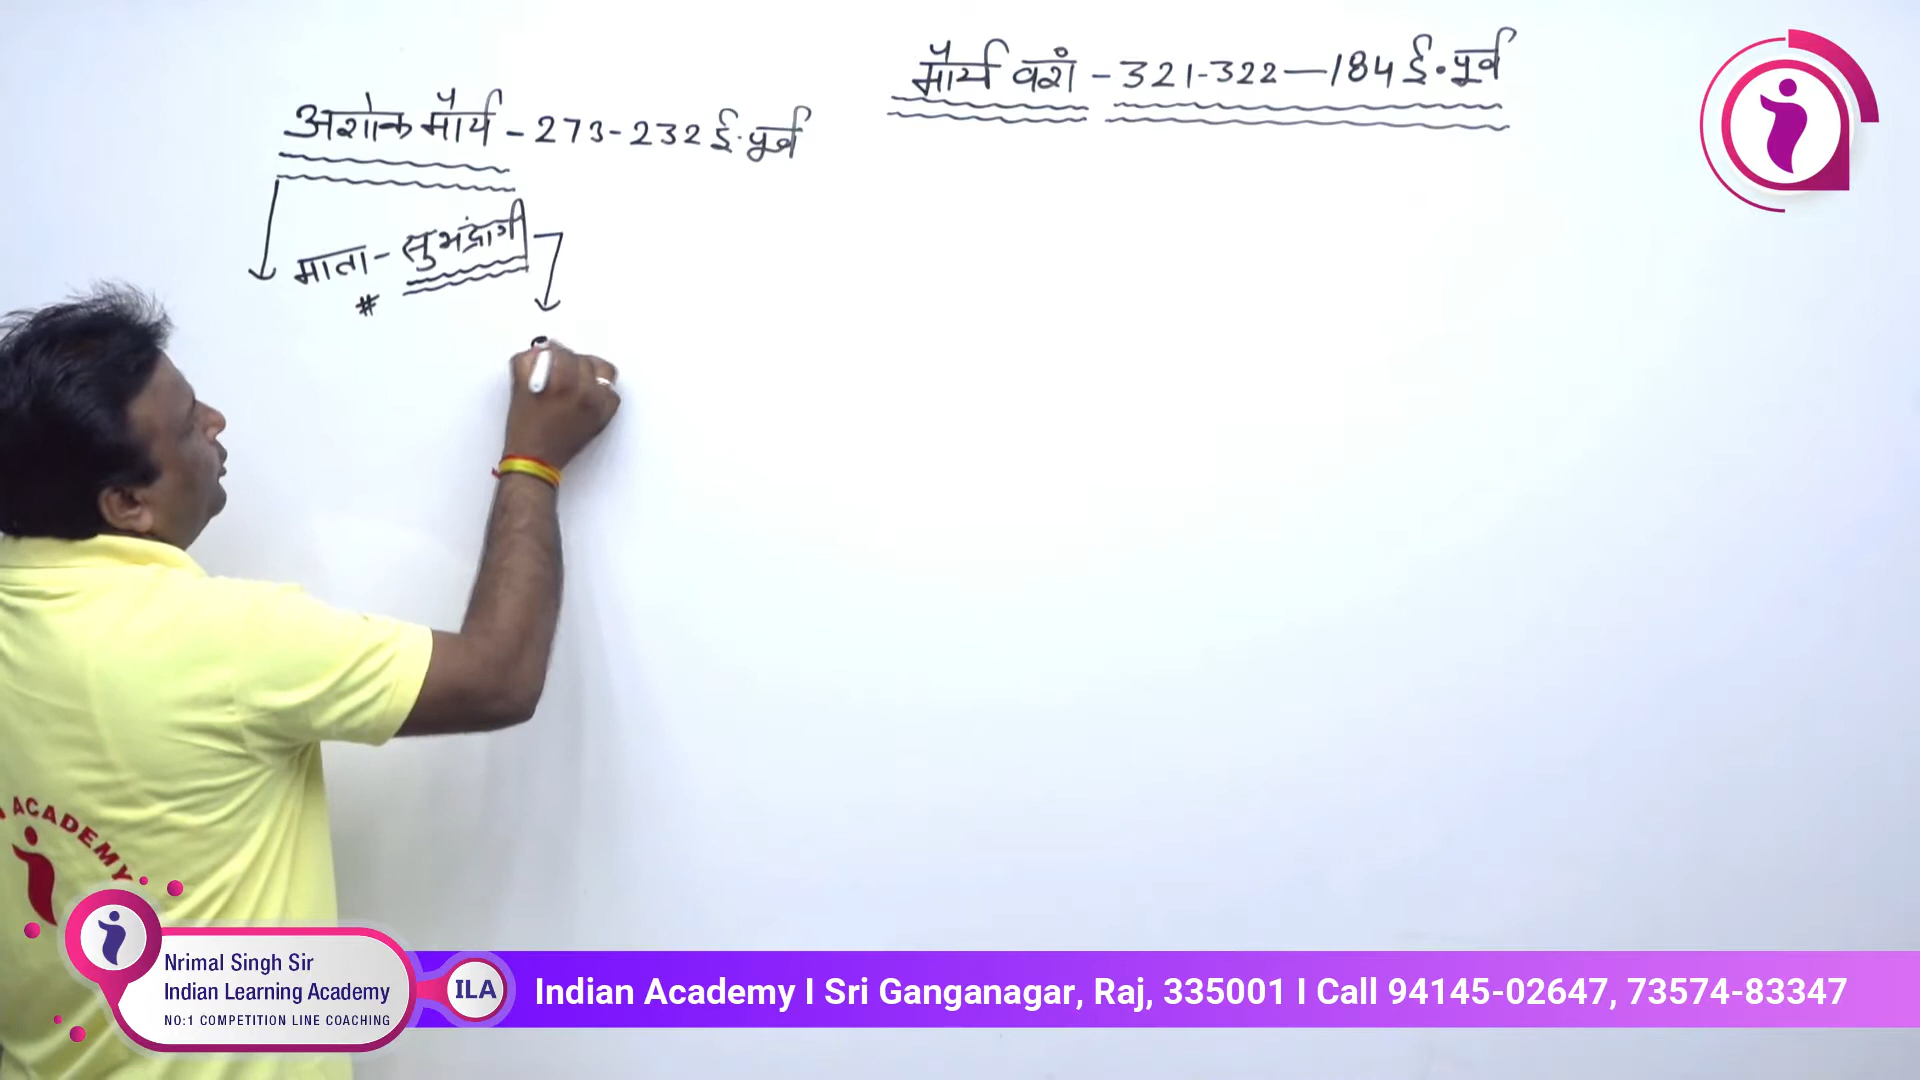 मौर्य वशं - 321-322 — 184 ई. पूर्व
अशोक मौर्य - 273-232 ई. पूर्व
माता - सुभंद्रागी
#
ACADEMY
Nrimal Singh Sir
Indian Learning Academy
NO:1 COMPETITION LINE COACHING
ILA
Indian Academy I Sri Ganganagar, Raj, 335001 I Call 94145-02647, 73574-83347